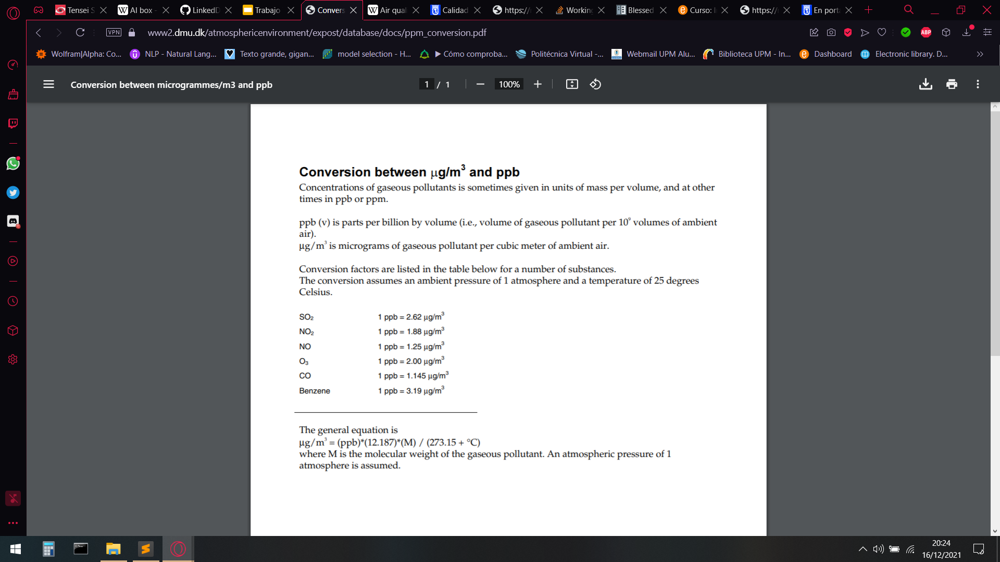 Tensei S
AI box -
LinkedD
Trabajo
Convers
Air qual
Calidad
https://
Working
Blessed
Curso: I
https://
En port
VPN
www2.dmu.dk/atmosphericenvironment/expost/database/docs/ppm_conversion.pdf
ABP
Wolfram|Alpha: Co...
NLP - Natural Lang...
Texto grande, gigan...
model selection - H...
▶ Cómo comproba...
Politécnica Virtual -...
Webmail UPM Alu...
Biblioteca UPM - In...
Dashboard
Electronic library. D...
Conversion between microgrammes/m3 and ppb
1 / 1
100%
Conversion between µg/m³ and ppb
Concentrations of gaseous pollutants is sometimes given in units of mass per volume, and at other
times in ppb or ppm.
ppb (v) is parts per billion by volume (i.e., volume of gaseous pollutant per 10⁹ volumes of ambient
air).
µg/m³ is micrograms of gaseous pollutant per cubic meter of ambient air.
Conversion factors are listed in the table below for a number of substances.
The conversion assumes an ambient pressure of 1 atmosphere and a temperature of 25 degrees
Celsius.
SO₂ 1 ppb = 2.62 µg/m³
NO₂ 1 ppb = 1.88 µg/m³
NO 1 ppb = 1.25 µg/m³
O₃ 1 ppb = 2.00 µg/m³
CO 1 ppb = 1.145 µg/m³
Benzene 1 ppb = 3.19 µg/m³
The general equation is
µg/m³ = (ppb)*(12.187)*(M) / (273.15 + °C)
where M is the molecular weight of the gaseous pollutant. An atmospheric pressure of 1
atmosphere is assumed.
20:24
16/12/2021